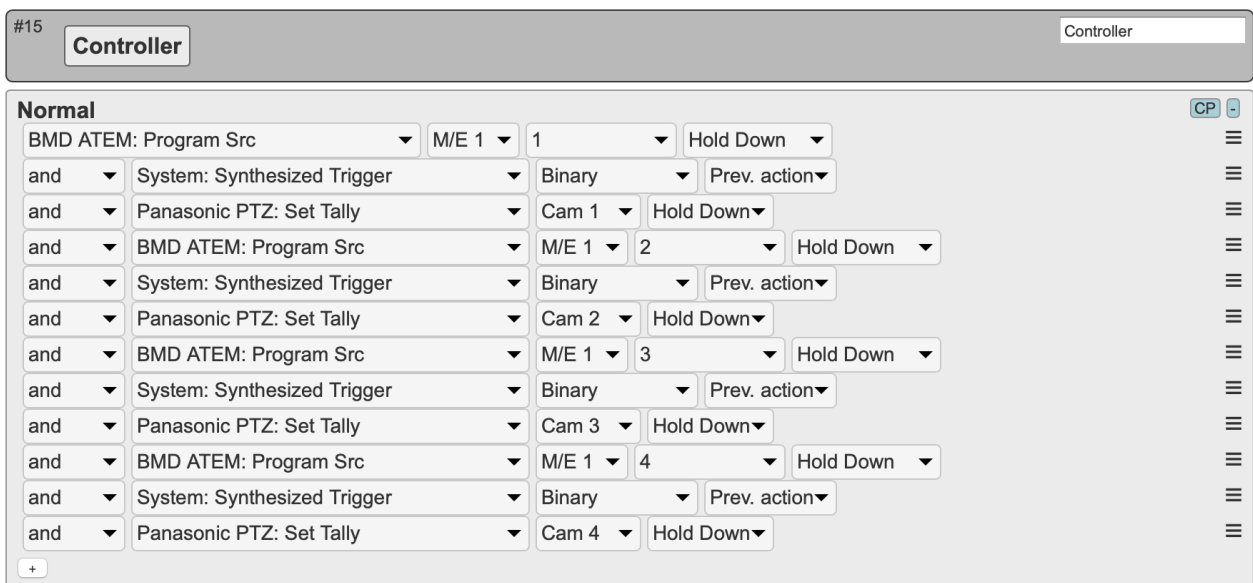 #15
Controller
Controller
Normal
CP -
BMD ATEM: Program Src M/E 1 1 Hold Down
and System: Synthesized Trigger Binary Prev. action
and Panasonic PTZ: Set Tally Cam 1 Hold Down
and BMD ATEM: Program Src M/E 1 2 Hold Down
and System: Synthesized Trigger Binary Prev. action
and Panasonic PTZ: Set Tally Cam 2 Hold Down
and BMD ATEM: Program Src M/E 1 3 Hold Down
and System: Synthesized Trigger Binary Prev. action
and Panasonic PTZ: Set Tally Cam 3 Hold Down
and BMD ATEM: Program Src M/E 1 4 Hold Down
and System: Synthesized Trigger Binary Prev. action
and Panasonic PTZ: Set Tally Cam 4 Hold Down
+